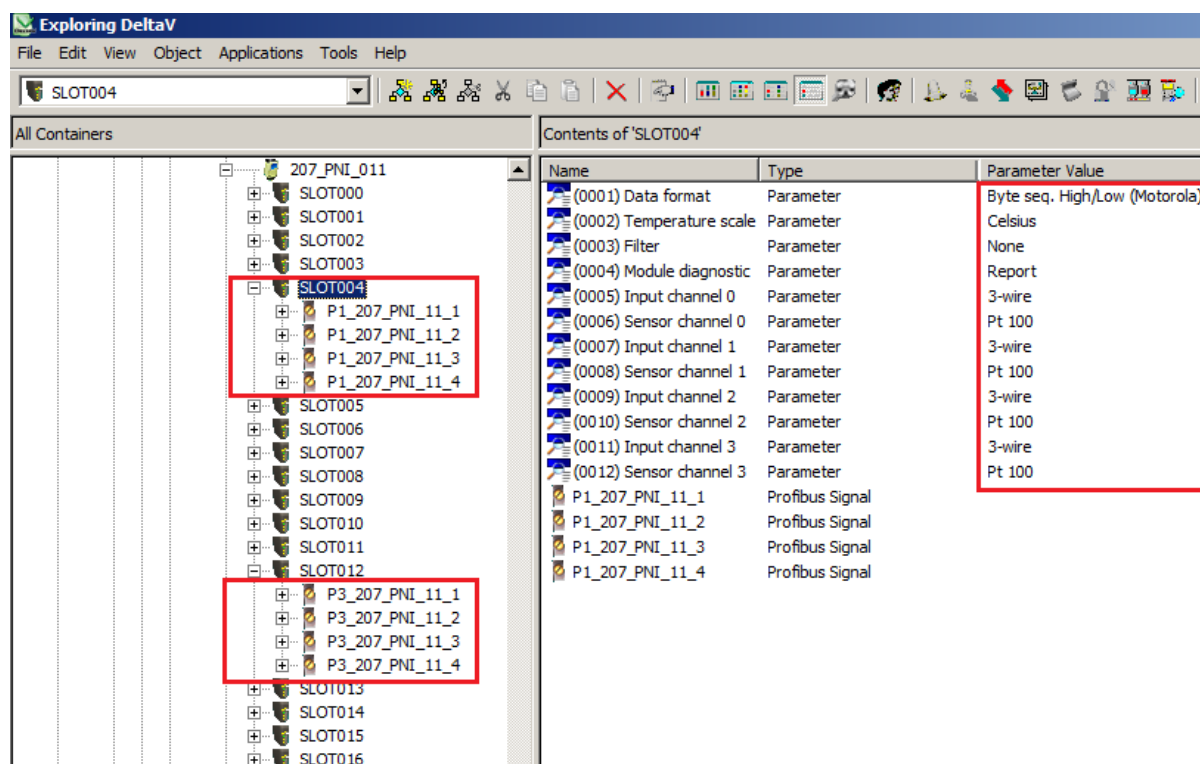 Exploring DeltaV
File Edit View Object Applications Tools Help
SLOT004
All Containers
Contents of 'SLOT004'
207_PNI_011
SLOT000
SLOT001
SLOT002
SLOT003
SLOT004
P1_207_PNI_11_1
P1_207_PNI_11_2
P1_207_PNI_11_3
P1_207_PNI_11_4
SLOT005
SLOT006
SLOT007
SLOT008
SLOT009
SLOT010
SLOT011
SLOT012
P3_207_PNI_11_1
P3_207_PNI_11_2
P3_207_PNI_11_3
P3_207_PNI_11_4
SLOT013
SLOT014
SLOT015
SLOT016
Name Type Parameter Value
(0001) Data format Parameter Byte seq. High/Low (Motorola)
(0002) Temperature scale Parameter Celsius
(0003) Filter Parameter None
(0004) Module diagnostic Parameter Report
(0005) Input channel 0 Parameter 3-wire
(0006) Sensor channel 0 Parameter Pt 100
(0007) Input channel 1 Parameter 3-wire
(0008) Sensor channel 1 Parameter Pt 100
(0009) Input channel 2 Parameter 3-wire
(0010) Sensor channel 2 Parameter Pt 100
(0011) Input channel 3 Parameter 3-wire
(0012) Sensor channel 3 Parameter Pt 100
P1_207_PNI_11_1 Profibus Signal
P1_207_PNI_11_2 Profibus Signal
P1_207_PNI_11_3 Profibus Signal
P1_207_PNI_11_4 Profibus Signal